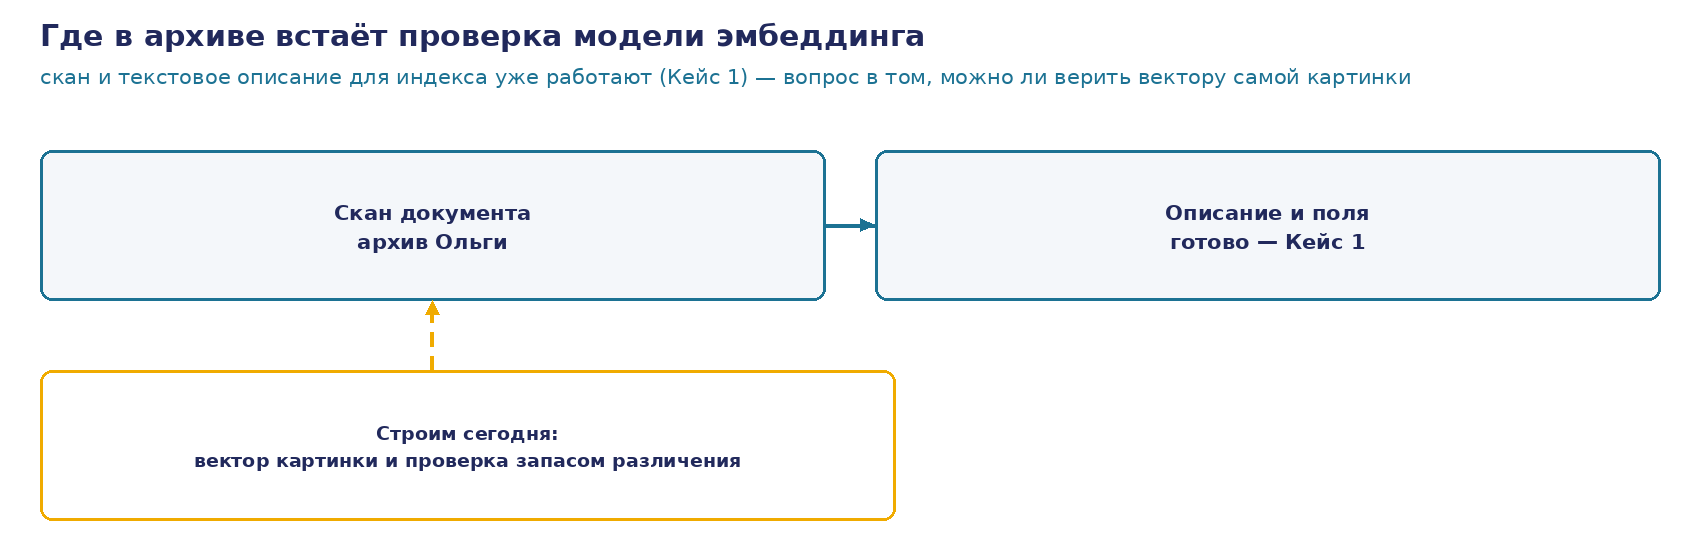 Где в архиве встаёт проверка модели эмбеддинга
скан и текстовое описание для индекса уже работают (Кейс 1) — вопрос в том, можно ли верить вектору самой картинки
Скан документа
архив Ольги
Описание и поля
готово — Кейс 1
Строим сегодня:
вектор картинки и проверка запасом различения